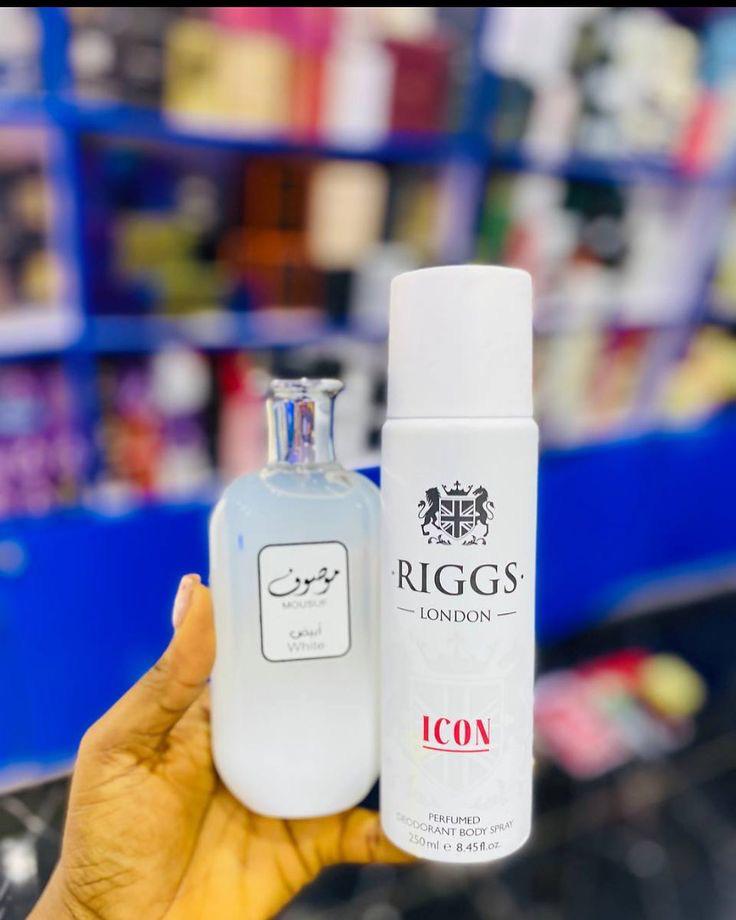 موصوف
MOUSUF
أبيض
White
RIGGS
LONDON
ICON
PERFUMED
DEODORANT BODY SPRAY
250ml e 8.45fl.oz.